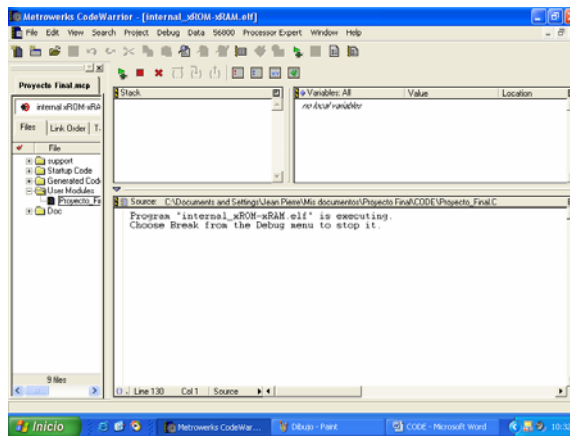 Metrowerks CodeWarrior - [internal_xROM-xRAM.elf]
File Edit View Search Project Debug Data 56800 Processor Expert Window Help
Proyecto Final.mcp
internal xROM-xRA
Files Link Order T
File
support
Startup Code
Generated Cod
User Modules
Proyecto_Fi
Doc
9 files
Stack
Variables: All Value Location
no local variables
Source: C:\Documents and Settings\Jean Pierre\Mis documentos\Proyecto Final\CODE\Proyecto_Final.C
Program "internal_xROM-xRAM.elf" is executing.
Choose Break from the Debug menu to stop it.
Line 130 Col 1 Source
Inicio Metrowerks CodeWar... Dibujo - Paint CODE - Microsoft Word